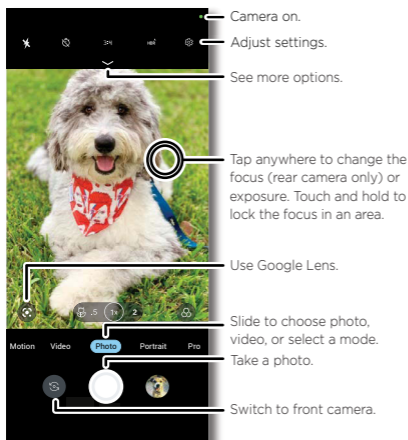 Camera on.
Adjust settings.
See more options.
Tap anywhere to change the
focus (rear camera only) or
exposure. Touch and hold to
lock the focus in an area.
Use Google Lens.
.5 1x 2
Slide to choose photo,
video, or select a mode.
Motion Video Photo Portrait Pro
Take a photo.
Switch to front camera.